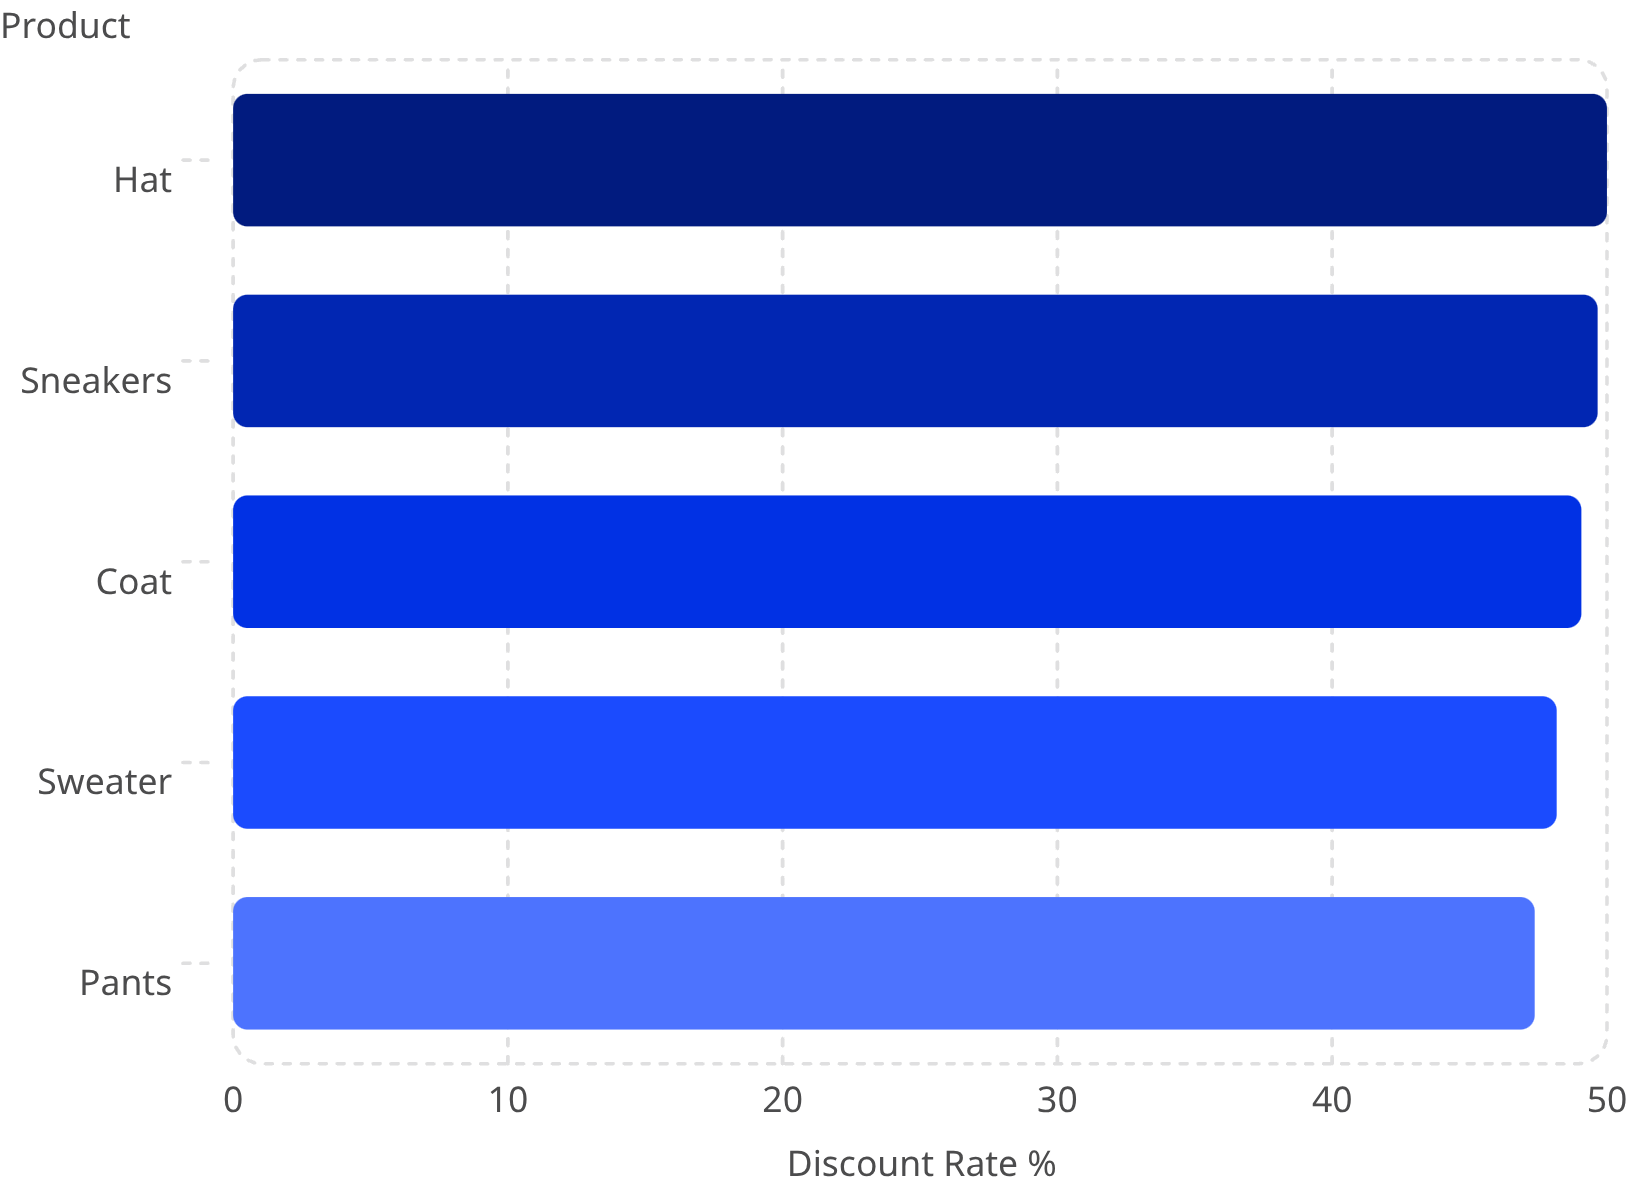 Product
Hat
Sneakers
Coat
Sweater
Pants
0 10 20 30 40 50
Discount Rate %